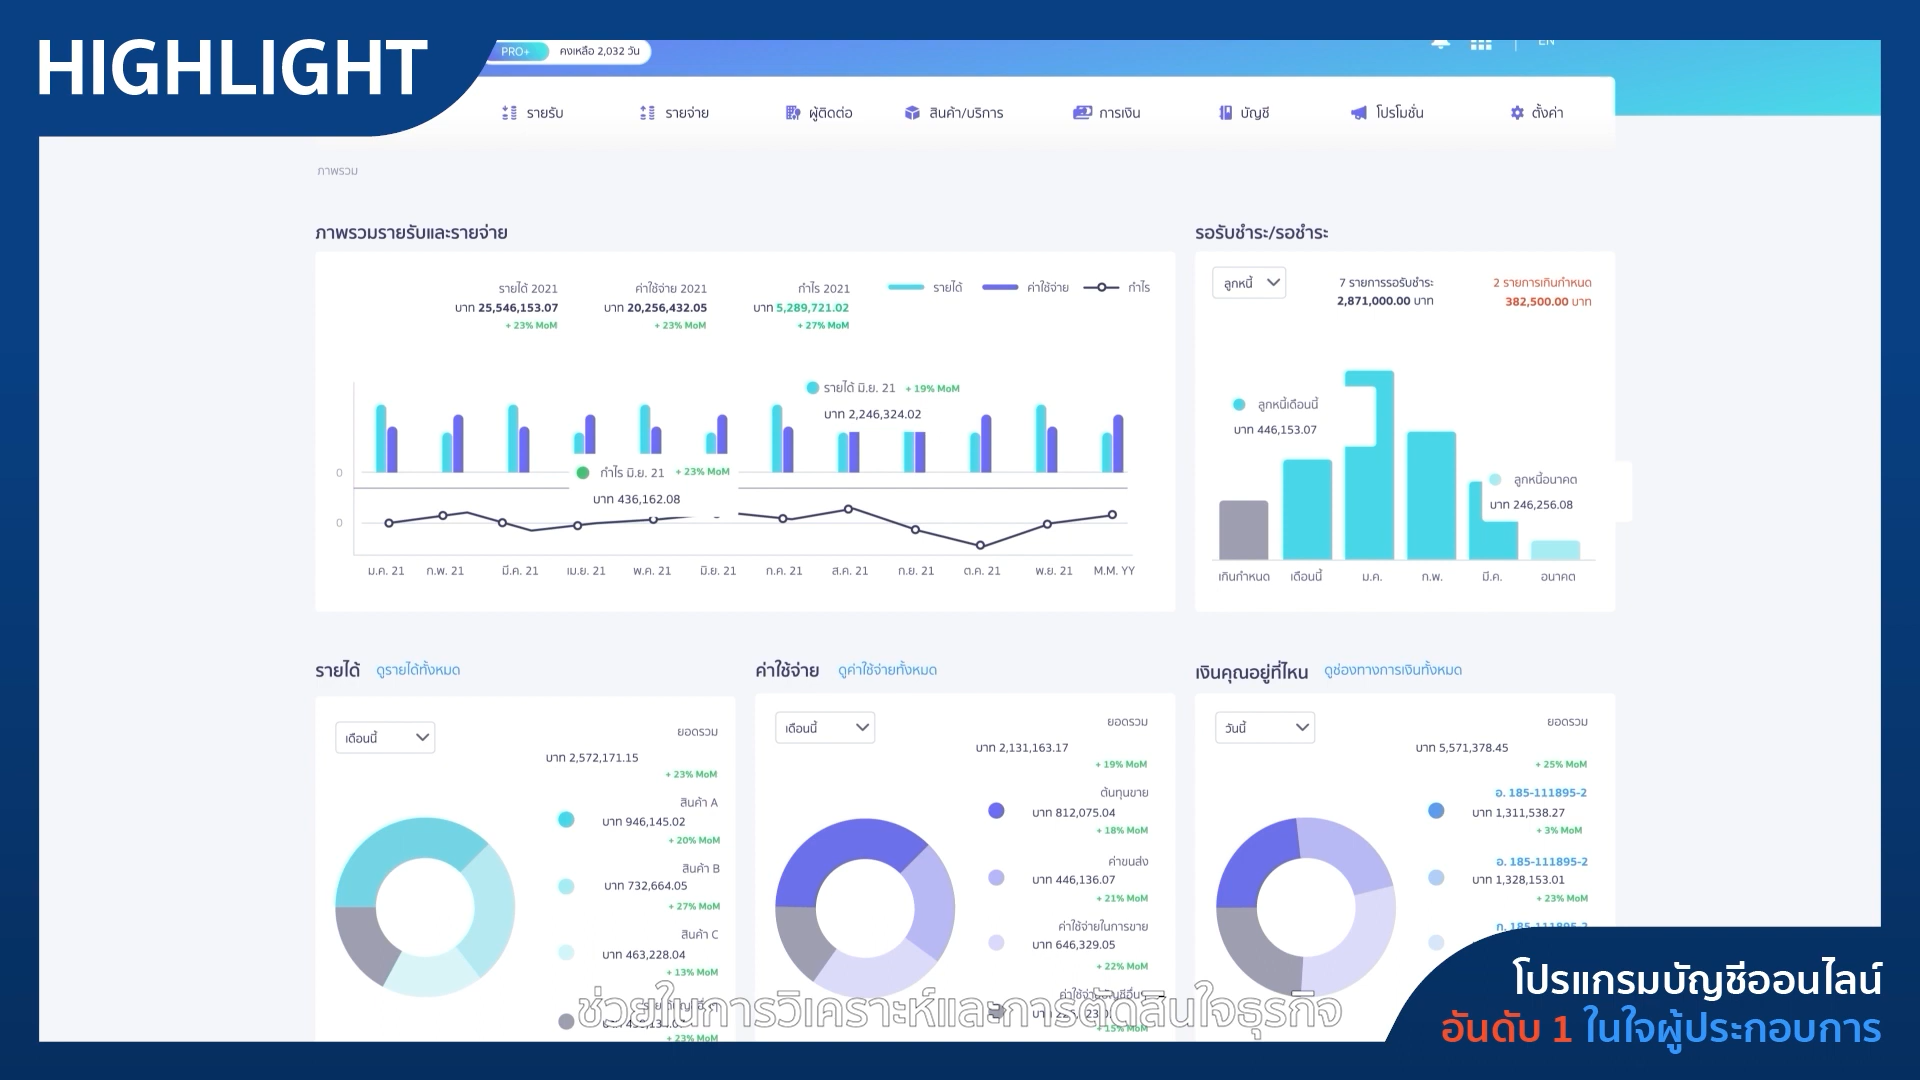 HIGHLIGHT
PRO+ คงเหลือ 2,032 วัน
EN
รายรับ รายจ่าย ผู้ติดต่อ สินค้า/บริการ การเงิน บัญชี โปรโมชั่น ตั้งค่า
ภาพรวม
ภาพรวมรายรับและรายจ่าย
รายได้ 2021 ค่าใช้จ่าย 2021 กำไร 2021
บาท 25,546,153.07 บาท 20,256,432.05 บาท 5,289,721.02
+ 23% MoM + 23% MoM + 27% MoM
รายได้ ค่าใช้จ่าย กำไร
รายได้ มิ.ย. 21 + 19% MoM
บาท 2,246,324.02
0
กำไร มิ.ย. 21 + 23% MoM
บาท 436,162.08
0
ม.ค. 21 ก.พ. 21 มี.ค. 21 เม.ย. 21 พ.ค. 21 มิ.ย. 21 ก.ค. 21 ส.ค. 21 ก.ย. 21 ต.ค. 21 พ.ย. 21 M.M. YY
รอรับชำระ/รอชำระ
ลูกหนี้
7 รายการรอรับชำระ 2 รายการเกินกำหนด
2,871,000.00 บาท 382,500.00 บาท
ลูกหนี้เดือนนี้
บาท 446,153.07
ลูกหนี้อนาคต
บาท 246,256.08
เกินกำหนด เดือนนี้ ม.ค. ก.พ. มี.ค. อนาคต
รายได้ ดูรายได้ทั้งหมด
เดือนนี้
ยอดรวม
บาท 2,572,171.15
+ 23% MoM
สินค้า A
บาท 946,145.02
+ 20% MoM
สินค้า B
บาท 732,664.05
+ 27% MoM
สินค้า C
บาท 463,228.04
+ 13% MoM
+ 23% MoM
ค่าใช้จ่าย ดูค่าใช้จ่ายทั้งหมด
เดือนนี้
ยอดรวม
บาท 2,131,163.17
+ 19% MoM
ต้นทุนขาย
บาท 812,075.04
+ 18% MoM
ค่าขนส่ง
บาท 446,136.07
+ 21% MoM
ค่าใช้จ่ายในการขาย
บาท 646,329.05
+ 22% MoM
+ 15% MoM
เงินคุณอยู่ที่ไหน ดูช่องทางการเงินทั้งหมด
วันนี้
ยอดรวม
บาท 5,571,378.45
+ 25% MoM
อ. 185-111895-2
บาท 1,311,538.27
+ 3% MoM
อ. 185-111895-2
บาท 1,328,153.01
+ 23% MoM
ช่วยในการวิเคราะห์และการตัดสินใจธุรกิจ
โปรแกรมบัญชีออนไลน์
อันดับ 1 ในใจผู้ประกอบการ